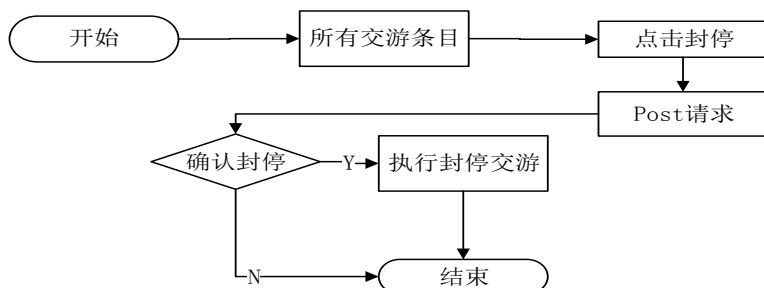 开始
所有交游条目
点击封停
Post请求
确认封停
Y
执行封停交游
N
结束